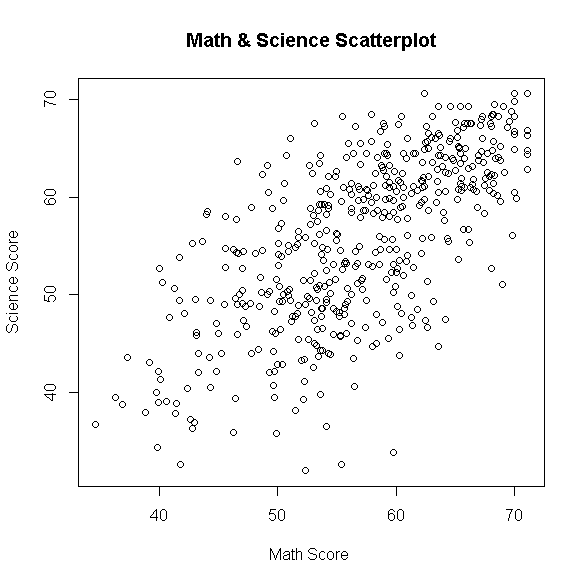 Math & Science Scatterplot
70
60
50
40
Science Score
40 50 60 70
Math Score